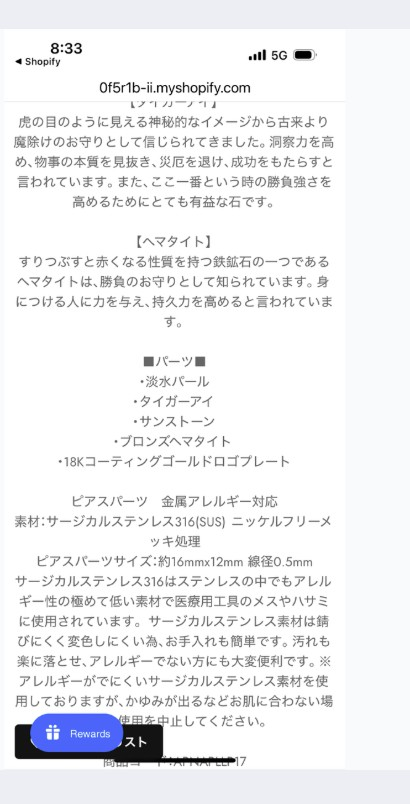 8:33
5G
◀ Shopify
0f5r1b-ii.myshopify.com
【タイガーアイ】
虎の目のように見える神秘的なイメージから古来より
魔除けのお守りとして信じられてきました。洞察力を高
め、物事の本質を見抜き、災厄を退け、成功をもたらすと
言われています。また、ここ一番という時の勝負強さを
高めるためにとても有益な石です。
【ヘマタイト】
すりつぶすと赤くなる性質を持つ鉄鉱石の一つである
ヘマタイトは、勝負のお守りとして知られています。身
につける人に力を与え、持久力を高めると言われていま
す。
■パーツ■
・淡水パール
・タイガーアイ
・サンストーン
・ブロンズヘマタイト
・18Kコーティングゴールドロゴプレート
ピアスパーツ　金属アレルギー対応
素材：サージカルステンレス316(SUS) ニッケルフリーメ
ッキ処理
ピアスパーツサイズ：約16mmx12mm 線径0.5mm
サージカルステンレス316はステンレスの中でもアレル
ギー性の極めて低い素材で医療用工具のメスやハサミ
に使用されています。サージカルステンレス素材は錆
びにくく変色しにくい為、お手入れも簡単です。汚れも
楽に落とせ、アレルギーでない方にも大変便利です。※
アレルギーがでにくいサージカルステンレス素材を使
用しておりますが、かゆみが出るなどお肌に合わない場
使用を中止してください。
Rewards
スト